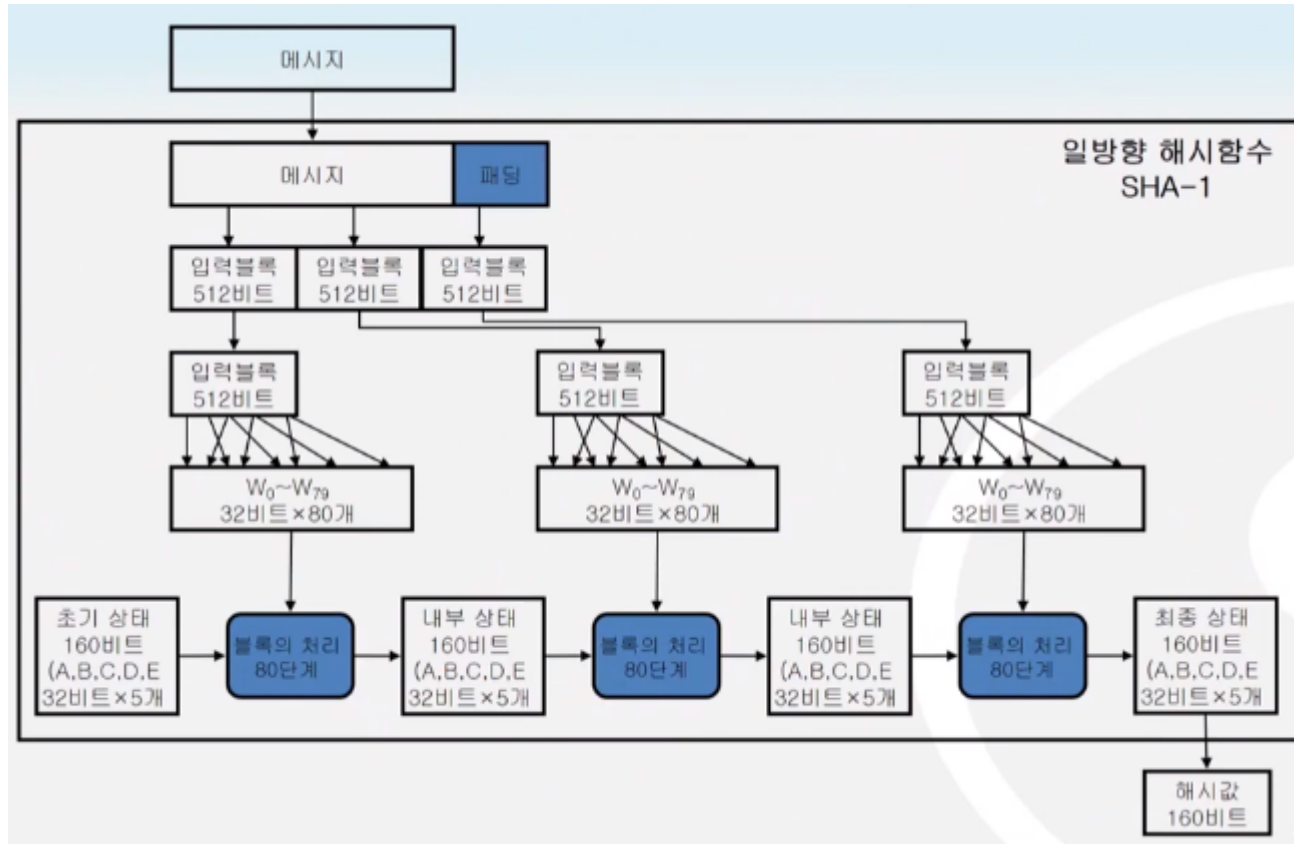 메시지
일방향 해시함수
SHA-1
메시지
패딩
입력블록
512비트
입력블록
512비트
입력블록
512비트
입력블록
512비트
입력블록
512비트
입력블록
512비트
W₀~W₇₉
32비트×80개
W₀~W₇₉
32비트×80개
W₀~W₇₉
32비트×80개
초기 상태
160비트
(A,B,C,D,E
32비트×5개
블록의 처리
80단계
내부 상태
160비트
(A,B,C,D,E
32비트×5개
블록의 처리
80단계
내부 상태
160비트
(A,B,C,D,E
32비트×5개
블록의 처리
80단계
최종 상태
160비트
(A,B,C,D,E
32비트×5개
해시값
160비트